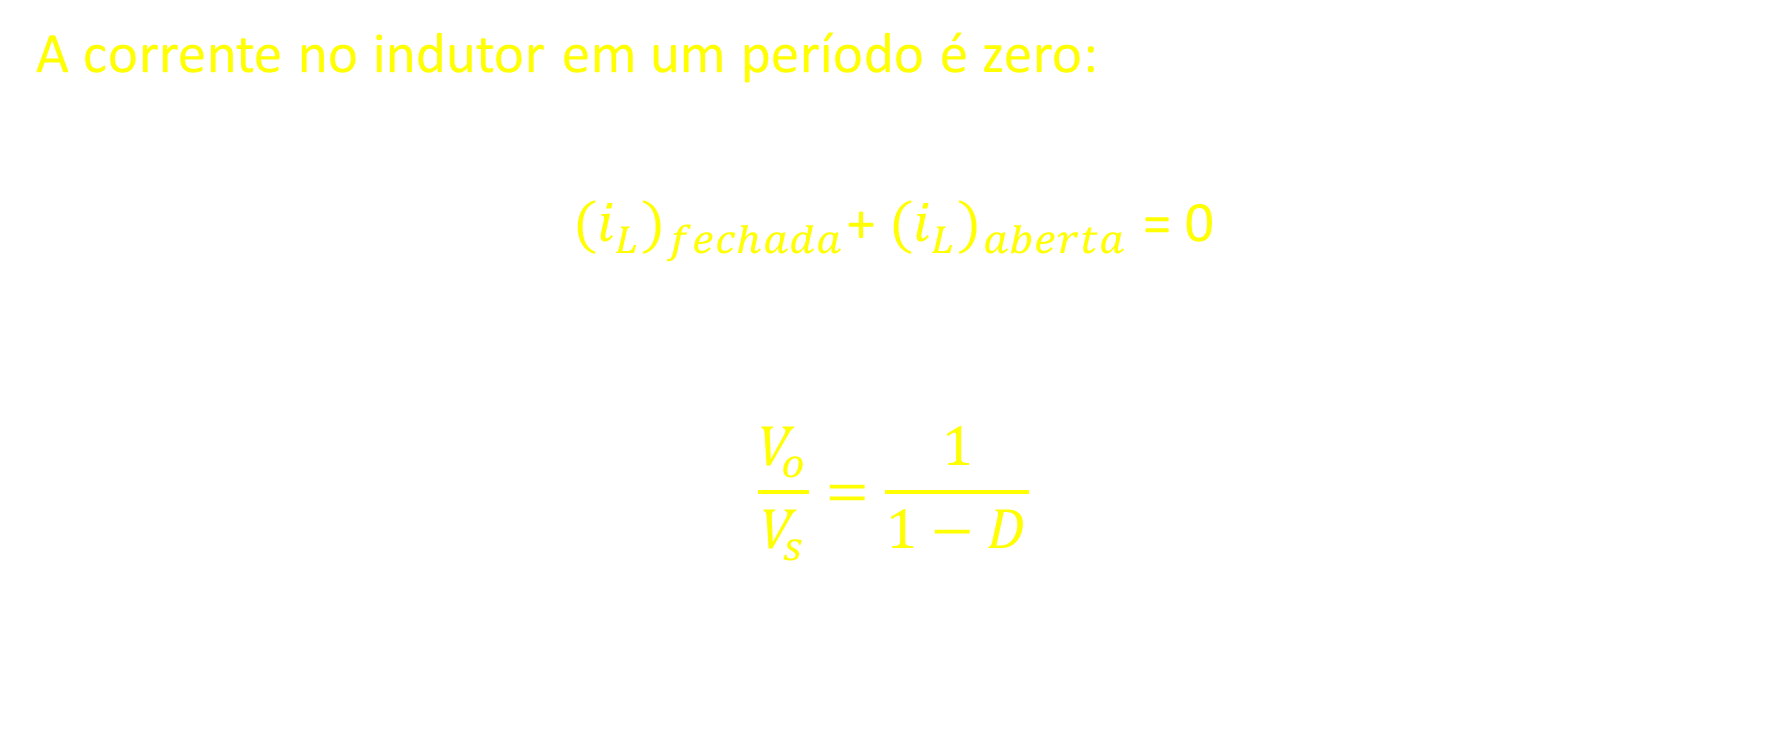 A corrente no indutor em um período é zero:
(i_L)_fechada + (i_L)_aberta = 0
V_o/V_s = 1/(1 − D)